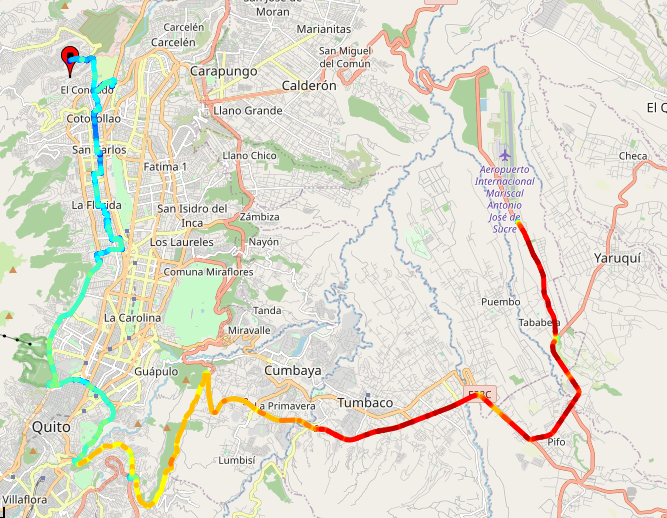 San José de
Moran
Carcelén
Carcelén
Marianitas
San Miguel
del Común
Carapungo
Calderón
El Condado
Llano Grande
El Q
Cotocollao
San Carlos
Llano Chico
Checa
Fatima 1
Aeropuerto
Internacional
Mariscal
Antonio
José de
Sucre
La Florida
San Isidro del
Inca
Zámbiza
Los Laureles
Nayón
Yaruquí
Comuna Miraflores
Puembo
Tanda
La Carolina
Tababela
Miravalle
Guápulo
Cumbaya
E35C
La Primavera
Tumbaco
Quito
Pifo
Lumbisí
Villaflora